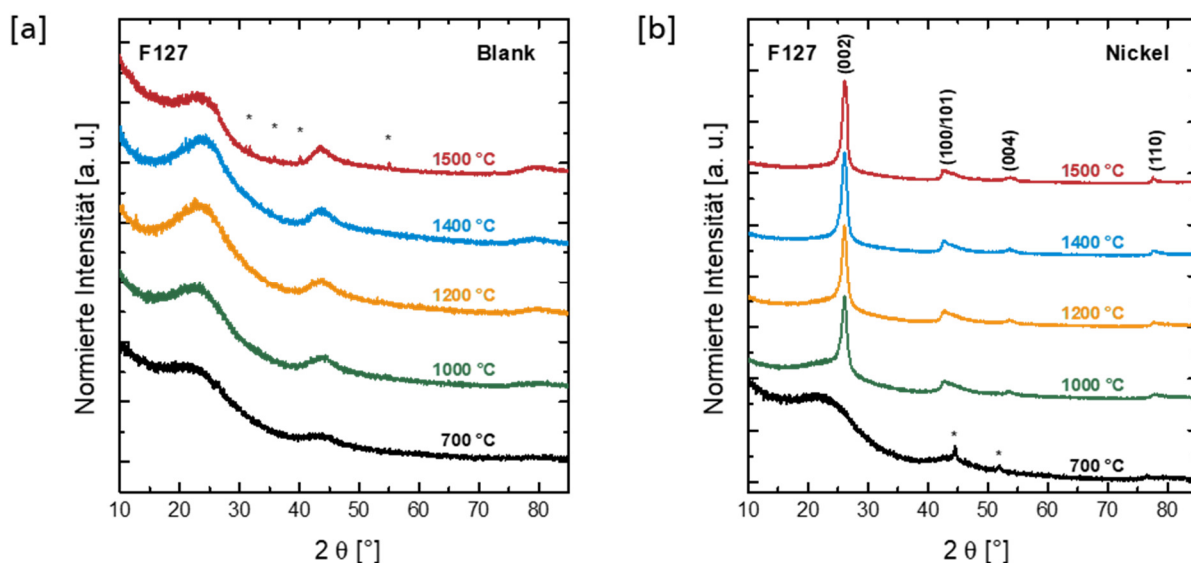 [a]
F127
Blank
* * * *
1500 °C
1400 °C
1200 °C
1000 °C
700 °C
Normierte Intensität [a. u.]
10 20 30 40 50 60 70 80
2 θ [°]
[b]
F127
Nickel
(002)
(100/101)
(004)
(110)
1500 °C
1400 °C
1200 °C
1000 °C
* *
700 °C
Normierte Intensität [a. u.]
10 20 30 40 50 60 70 80
2 θ [°]